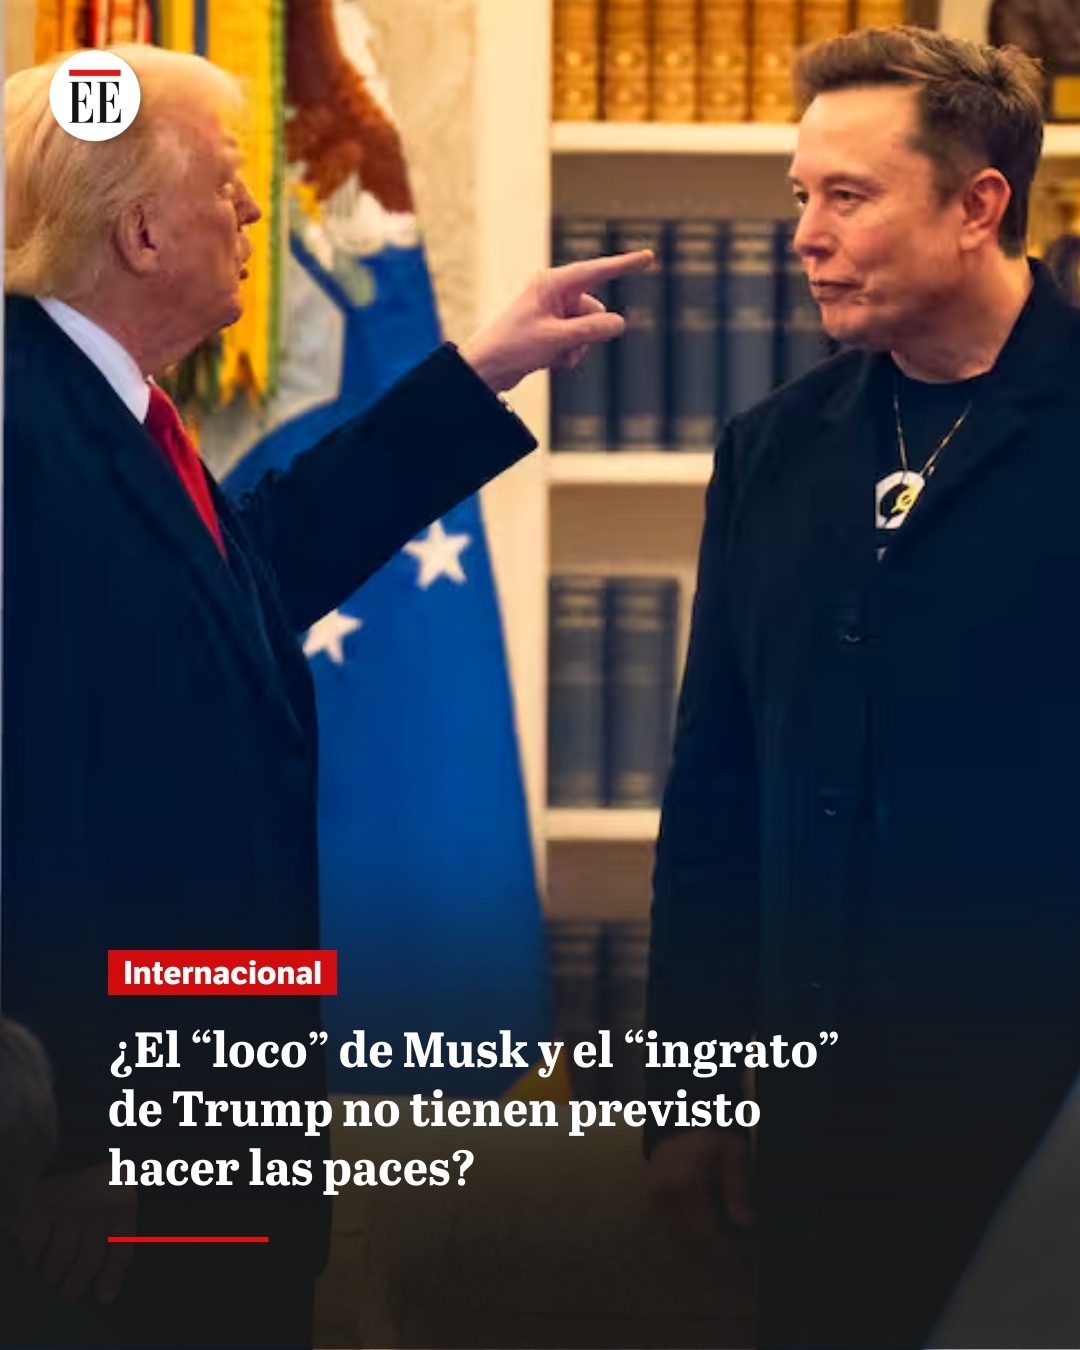 EE
Internacional
¿El “loco” de Musk y el “ingrato”
de Trump no tienen previsto
hacer las paces?